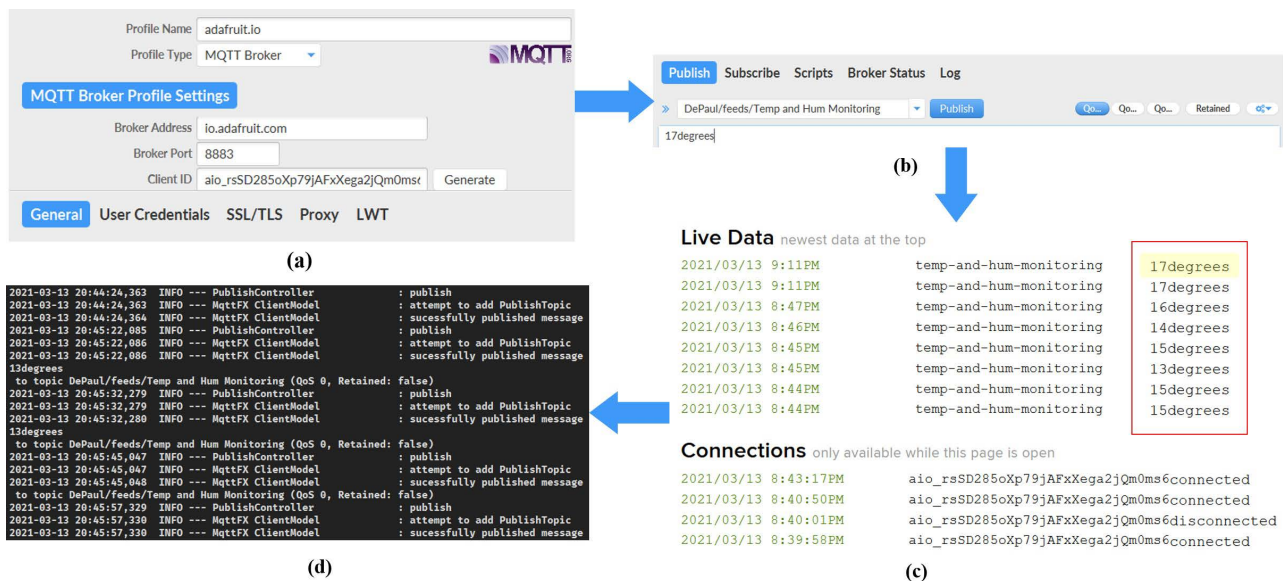 Profile Name adafruit.io
Profile Type MQTT Broker
MQTT
MQTT Broker Profile Settings
Broker Address io.adafruit.com
Broker Port 8883
Client ID aio_rsSD285oXp79jAFxXega2jQm0ms6 Generate
General User Credentials SSL/TLS Proxy LWT
(a)
Publish Subscribe Scripts Broker Status Log
» DePaul/feeds/Temp and Hum Monitoring Publish Qo... Qo... Qo... Retained
17degrees
(b)
Live Data newest data at the top
2021/03/13 9:11PM temp-and-hum-monitoring 17degrees
2021/03/13 9:11PM temp-and-hum-monitoring 17degrees
2021/03/13 8:47PM temp-and-hum-monitoring 16degrees
2021/03/13 8:46PM temp-and-hum-monitoring 14degrees
2021/03/13 8:45PM temp-and-hum-monitoring 15degrees
2021/03/13 8:45PM temp-and-hum-monitoring 13degrees
2021/03/13 8:44PM temp-and-hum-monitoring 15degrees
2021/03/13 8:44PM temp-and-hum-monitoring 15degrees
Connections only available while this page is open
2021/03/13 8:43:17PM aio_rsSD285oXp79jAFxXega2jQm0ms6connected
2021/03/13 8:40:50PM aio_rsSD285oXp79jAFxXega2jQm0ms6connected
2021/03/13 8:40:01PM aio_rsSD285oXp79jAFxXega2jQm0ms6disconnected
2021/03/13 8:39:58PM aio_rsSD285oXp79jAFxXega2jQm0ms6connected
(c)
2021-03-13 20:44:24,363 INFO --- PublishController : publish
2021-03-13 20:44:24,363 INFO --- MqttFX ClientModel : attempt to add PublishTopic
2021-03-13 20:44:24,364 INFO --- MqttFX ClientModel : sucessfully published message
2021-03-13 20:45:22,085 INFO --- PublishController : publish
2021-03-13 20:45:22,086 INFO --- MqttFX ClientModel : attempt to add PublishTopic
2021-03-13 20:45:22,086 INFO --- MqttFX ClientModel : sucessfully published message
13degrees
to topic DePaul/feeds/Temp and Hum Monitoring (QoS 0, Retained: false)
2021-03-13 20:45:32,279 INFO --- PublishController : publish
2021-03-13 20:45:32,279 INFO --- MqttFX ClientModel : attempt to add PublishTopic
2021-03-13 20:45:32,280 INFO --- MqttFX ClientModel : sucessfully published message
13degrees
to topic DePaul/feeds/Temp and Hum Monitoring (QoS 0, Retained: false)
2021-03-13 20:45:45,047 INFO --- PublishController : publish
2021-03-13 20:45:45,047 INFO --- MqttFX ClientModel : attempt to add PublishTopic
2021-03-13 20:45:45,048 INFO --- MqttFX ClientModel : sucessfully published message
to topic DePaul/feeds/Temp and Hum Monitoring (QoS 0, Retained: false)
2021-03-13 20:45:57,329 INFO --- PublishController : publish
2021-03-13 20:45:57,330 INFO --- MqttFX ClientModel : attempt to add PublishTopic
2021-03-13 20:45:57,330 INFO --- MqttFX ClientModel : sucessfully published message
(d)